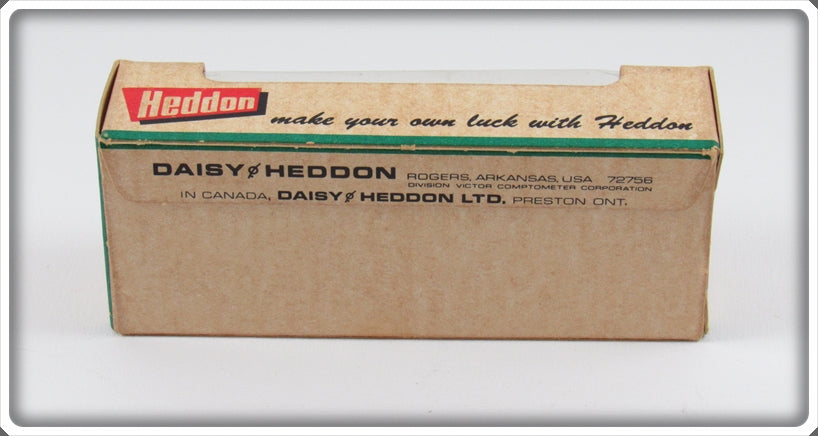 Heddon make your own luck with Heddon
DAISY/HEDDON ROGERS, ARKANSAS, USA 72756
DIVISION VICTOR COMPTOMETER CORPORATION
IN CANADA, DAISY/HEDDON LTD. PRESTON ONT.